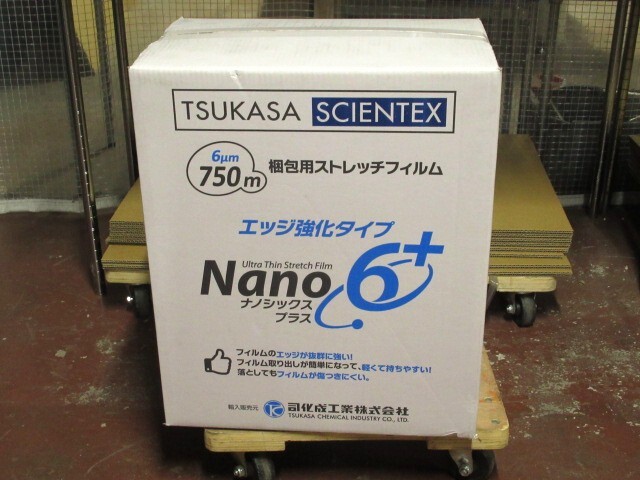 TSUKASA SCIENTEX
6μm
750m
梱包用ストレッチフィルム
エッジ強化タイプ
Ultra Thin Stretch Film
Nano 6+
ナノシックス
プラス
フィルムのエッジが抜群に強い!
フィルム取り出しが簡単になって、軽くて持ちやすい!
落としてもフィルムが傷つきにくい。
輸入販売元 司化成工業株式会社
TSUKASA CHEMICAL INDUSTRY CO., LTD.